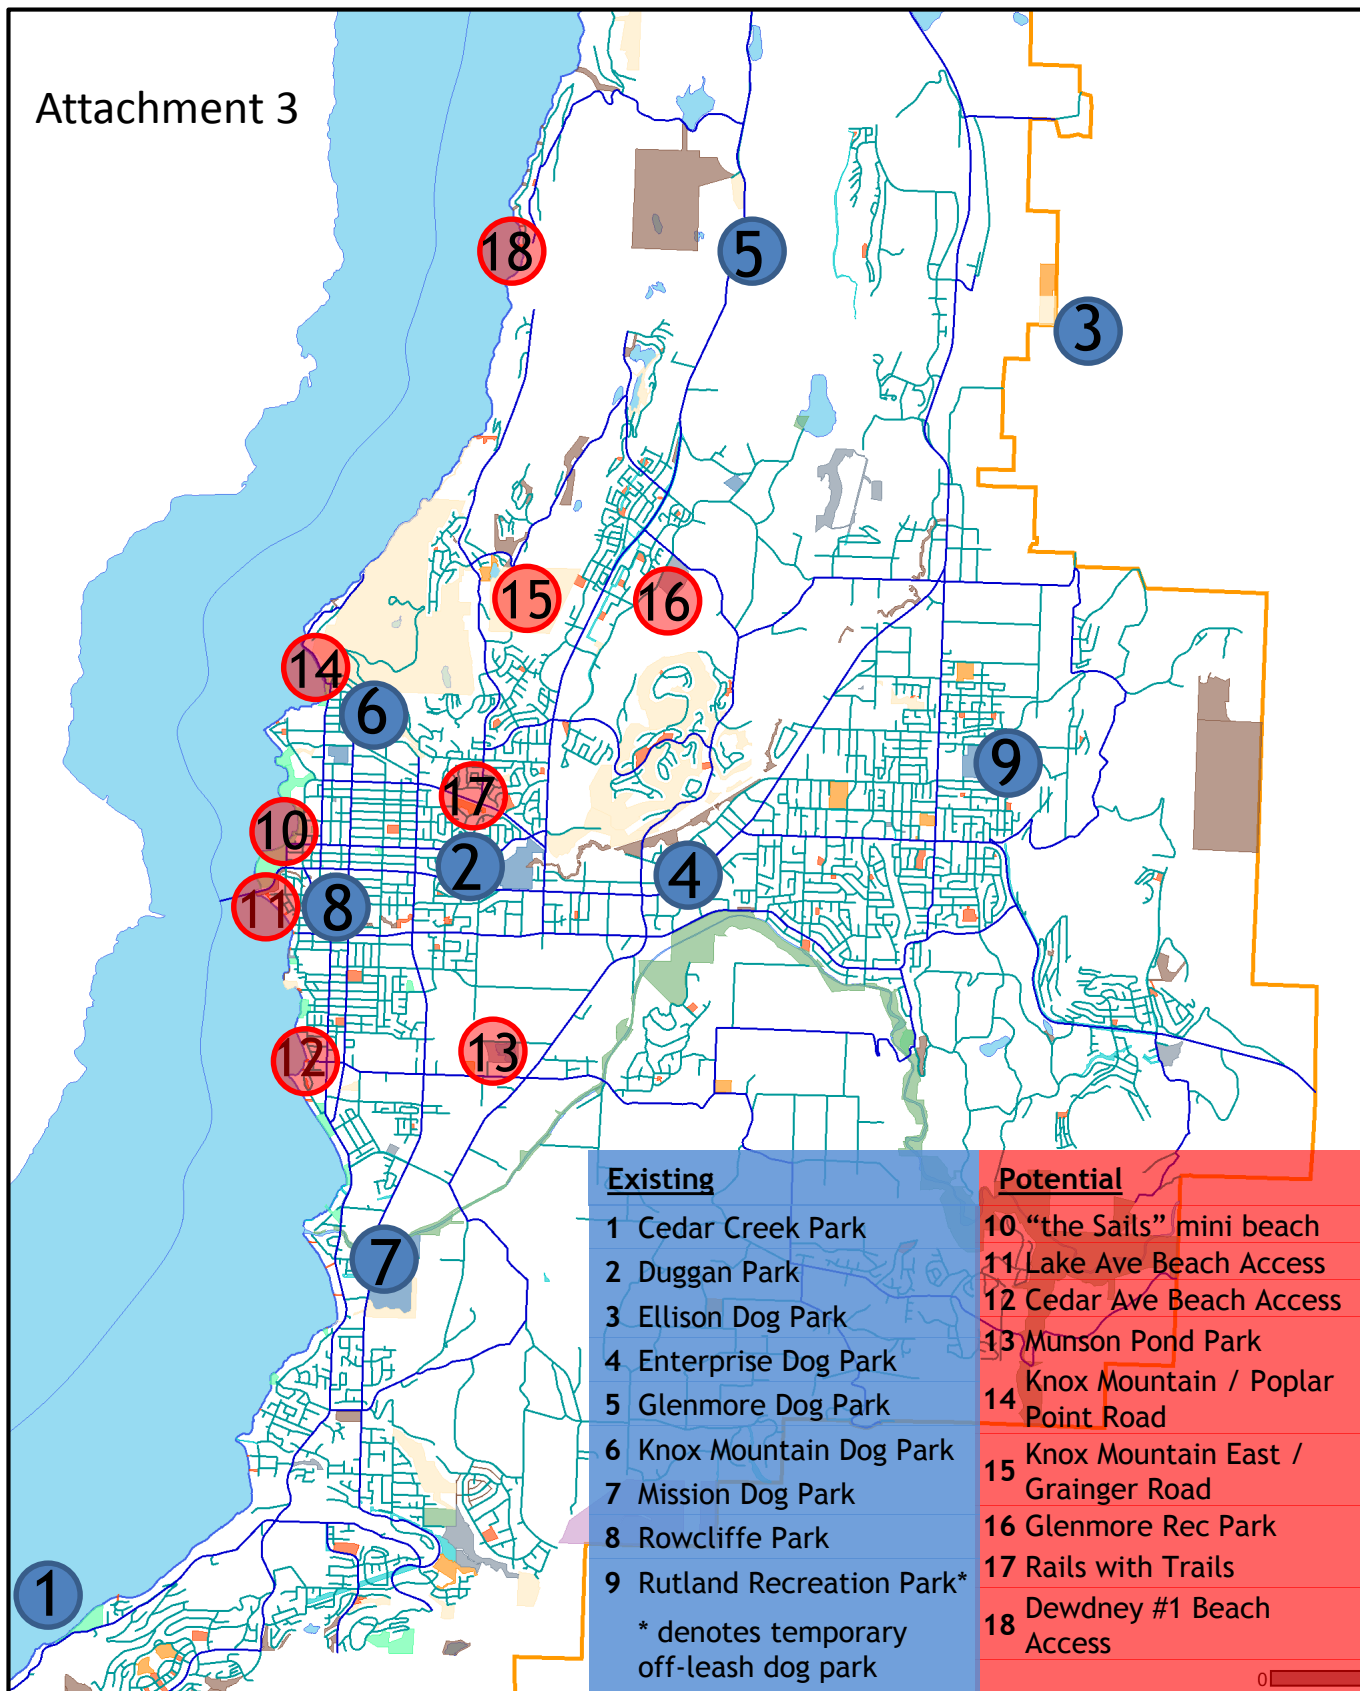 Attachment 3
18
5
3
15
16
14
6
9
17
10
2
4
11
8
12
13
7
1
Existing
1 Cedar Creek Park
2 Duggan Park
3 Ellison Dog Park
4 Enterprise Dog Park
5 Glenmore Dog Park
6 Knox Mountain Dog Park
7 Mission Dog Park
8 Rowcliffe Park
9 Rutland Recreation Park*
* denotes temporary
off-leash dog park
Potential
10 “the Sails” mini beach
11 Lake Ave Beach Access
12 Cedar Ave Beach Access
13 Munson Pond Park
14 Knox Mountain / Poplar
Point Road
15 Knox Mountain East /
Grainger Road
16 Glenmore Rec Park
17 Rails with Trails
18 Dewdney #1 Beach
Access
0